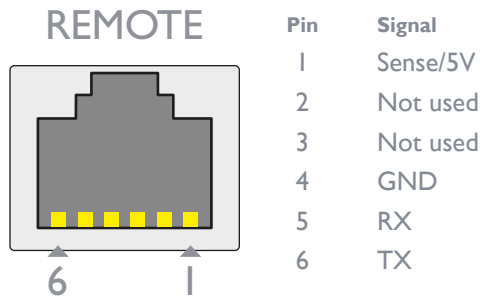 REMOTE
6 1
Pin Signal
1 Sense/5V
2 Not used
3 Not used
4 GND
5 RX
6 TX